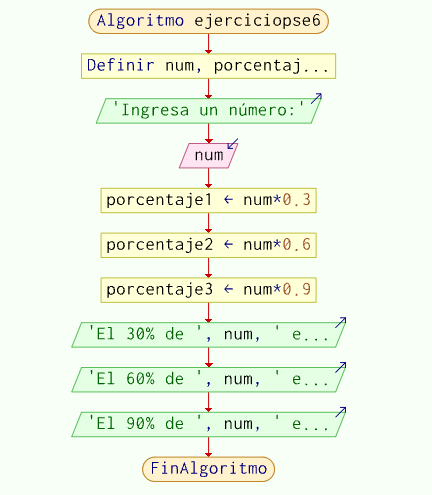 Algoritmo ejerciciopse6
Definir num, porcentaj...
'Ingresa un número:'
num
porcentaje1 ← num*0.3
porcentaje2 ← num*0.6
porcentaje3 ← num*0.9
'El 30% de ', num, ' e...
'El 60% de ', num, ' e...
'El 90% de ', num, ' e...
FinAlgoritmo